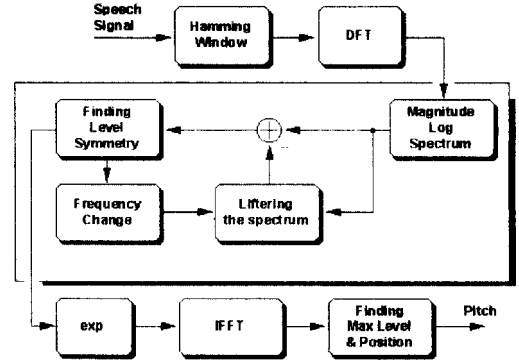 Speech
Signal
Hamming
Window
DFT
Finding
Level
Symmetry
+
Magnitude
Log
Spectrum
Frequency
Change
Liftering
the spectrum
exp
IFFT
Finding
Max Level
& Position
Pitch